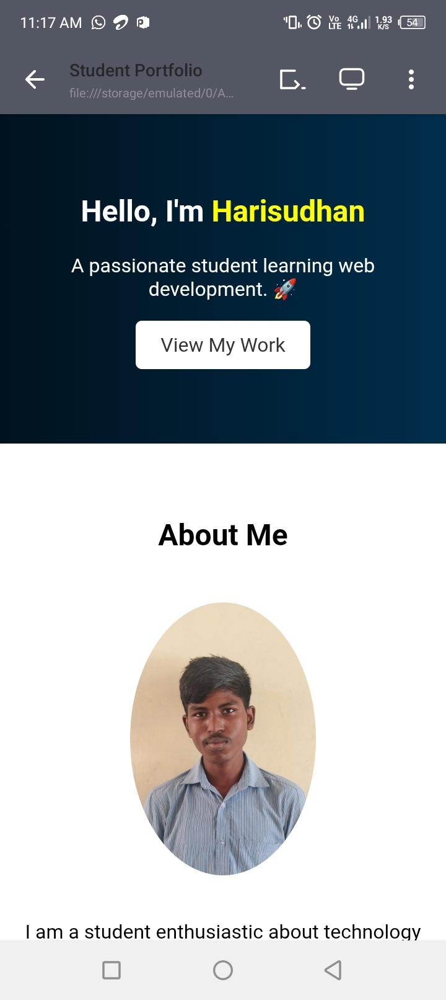 11:17 AM Vo LTE 4G 1.93 K/S 54
Student Portfolio
file:///storage/emulated/0/A...
Hello, I'm Harisudhan
A passionate student learning web
development. 🚀
View My Work
About Me
I am a student enthusiastic about technology